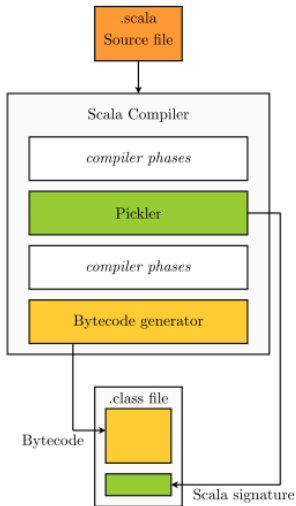 .scala
Source file
Scala Compiler
compiler phases
Pickler
compiler phases
Bytecode generator
.class file
Bytecode
Scala signature